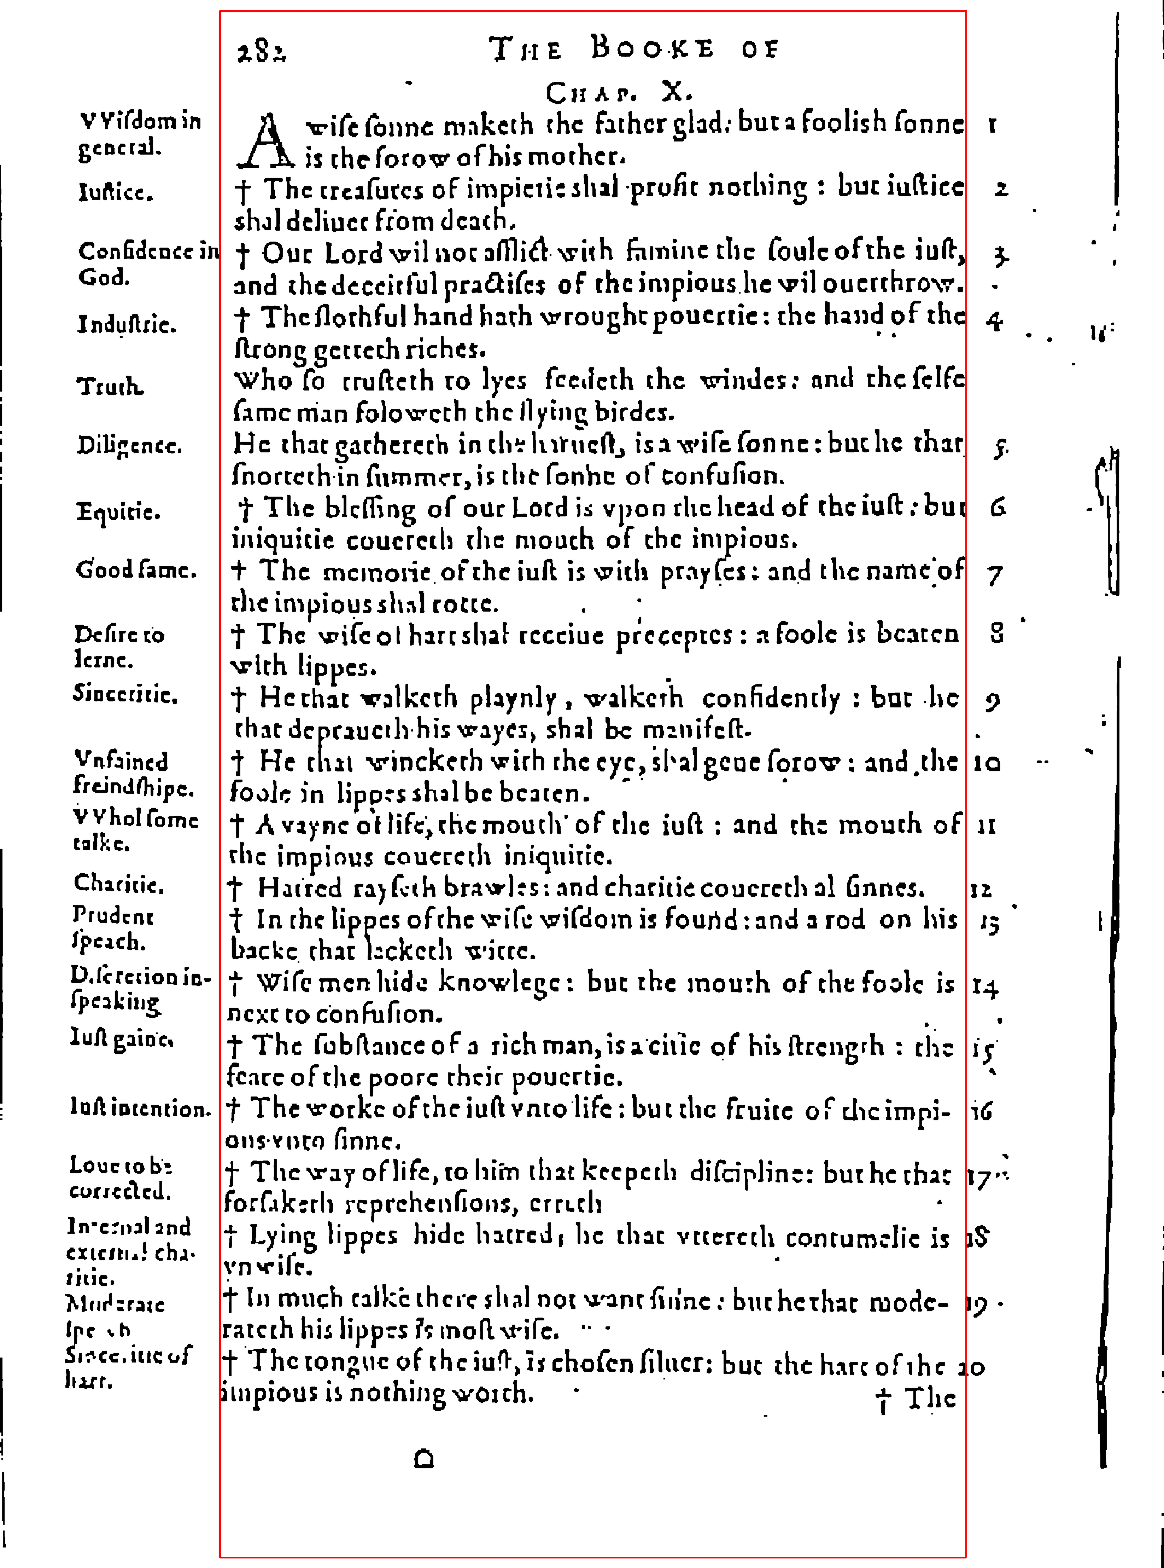 282 THE BOOKE OF
CHAP. X.
VViſdom in general.
A wiſe ſonne maketh the father glad: but a foolish ſonne 1
is the ſorow of his mother.
Iuſtice.
† The treaſures of impietie shal profit nothing : but iuſtice 2
shal deliuer from death.
Confidence in God.
† Our Lord wil not afflict with famine the ſoule of the iuſt, 3
and the deceitful practiſes of the impious he wil ouerthrow.
Induſtrie.
† The ſlothful hand hath wrought pouertie: the hand of the 4
ſtrong getteth riches.
Truth.
Who ſo truſteth to lyes feedeth the windes: and the ſelfe
ſame man foloweth the flying birdes.
Diligence.
He that gathereth in the harueſt, is a wiſe ſonne: but he that 5
ſnorteth in ſummer, is the ſonne of confuſion.
Equitie.
† The bleſſing of our Lord is vpon the head of the iuſt: but 6
iniquitie couereth the mouth of the impious.
Good fame.
† The memorie of the iuſt is with prayſes: and the name of 7
the impious shal rotte.
Deſire to lerne.
† The wiſe of hart shal receiue preceptes: a foole is beaten 8
with lippes.
Sinceritie.
† He that walketh playnly, walketh confidently : but he 9
that depraueth his wayes, shal be manifeſt.
Vnfained freindſhipe.
† He that wincketh with the eye, shal geue ſorow: and the 10
foole in lippes shal be beaten.
VVholſome talke.
† A vayne of life, the mouth of the iuſt : and the mouth of 11
the impious couereth iniquitie.
Charitie.
† Hatred rayſeth brawles: and charitie couereth al ſinnes. 12
Prudent ſpeach.
† In the lippes of the wiſe wiſdom is found: and a rod on his 13
backe that lacketh witte.
Diſcretion in ſpeaking
† Wiſe men hide knowlege: but the mouth of the foole is 14
next to confuſion.
Iuſt gaine.
† The ſubſtance of a rich man, is a citie of his ſtrength : the 15
feare of the poore their pouertie.
Iuſt intention.
† The worke of the iuſt vnto life: but the fruite of the impi- 16
ous vnto ſinne.
Loue to be corrected.
† The way of life, to him that keepeth diſcipline: but he that 17
forſaketh reprehenſions, erreth
Internal and external cha-ritie.
† Lying lippes hide hatred, he that vttereth contumelie is 18
vnwiſe.
Moderate ſpeach
† In much talke there shal not want ſinne: but he that mode- 19
rateth his lippes is moſt wiſe.
Sinceritie of hart.
† The tongue of the iuſt, is choſen ſiluer: but the hart of the 20
impious is nothing worth.
† The